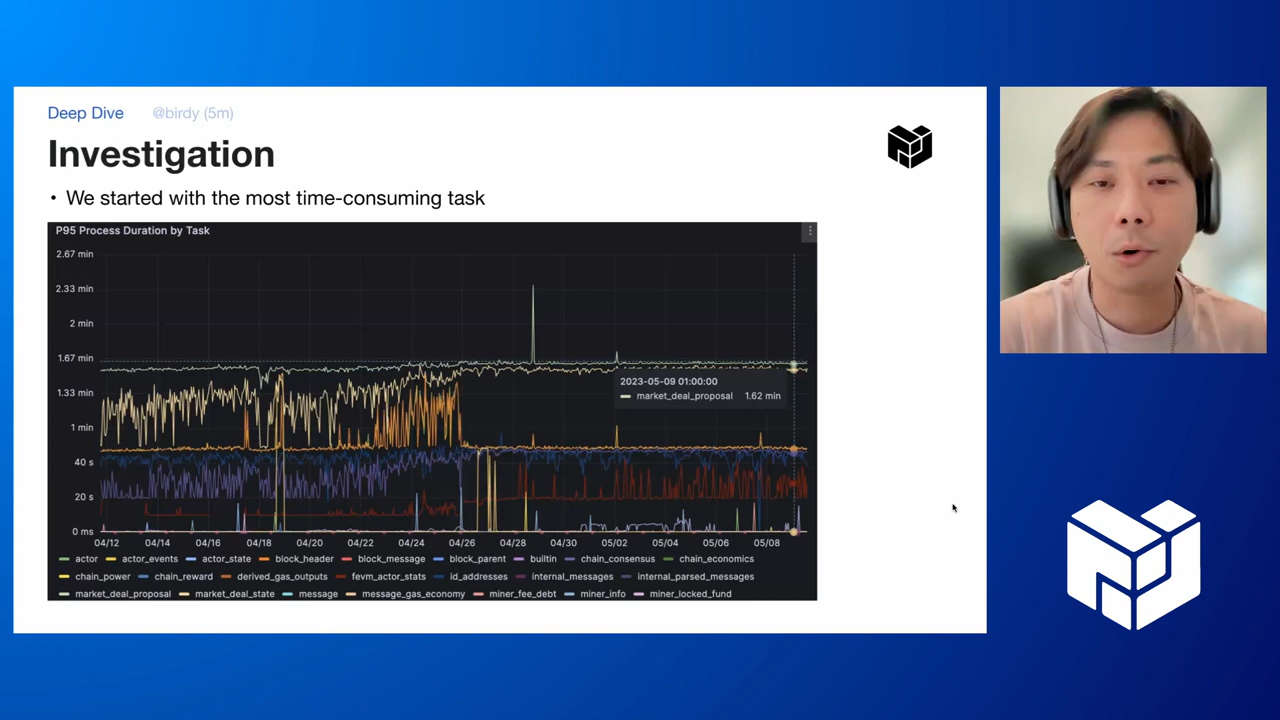 Deep Dive @birdy (5m)
Investigation
• We started with the most time-consuming task
P95 Process Duration by Task
2.67 min
2.33 min
2 min
1.67 min
1.33 min
1 min
40 s
20 s
0 ms
2023-05-09 01:00:00
market_deal_proposal 1.62 min
04/12 04/14 04/16 04/18 04/20 04/22 04/24 04/26 04/28 04/30 05/02 05/04 05/06 05/08
actor actor_events actor_state block_header block_message block_parent builtin chain_consensus chain_economics
chain_power chain_reward derived_gas_outputs fevm_actor_stats id_addresses internal_messages internal_parsed_messages
market_deal_proposal market_deal_state message message_gas_economy miner_fee_debt miner_info miner_locked_fund